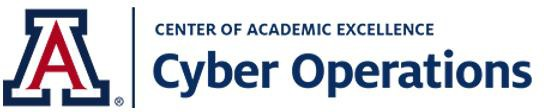 A®
CENTER OF ACADEMIC EXCELLENCE
Cyber Operations